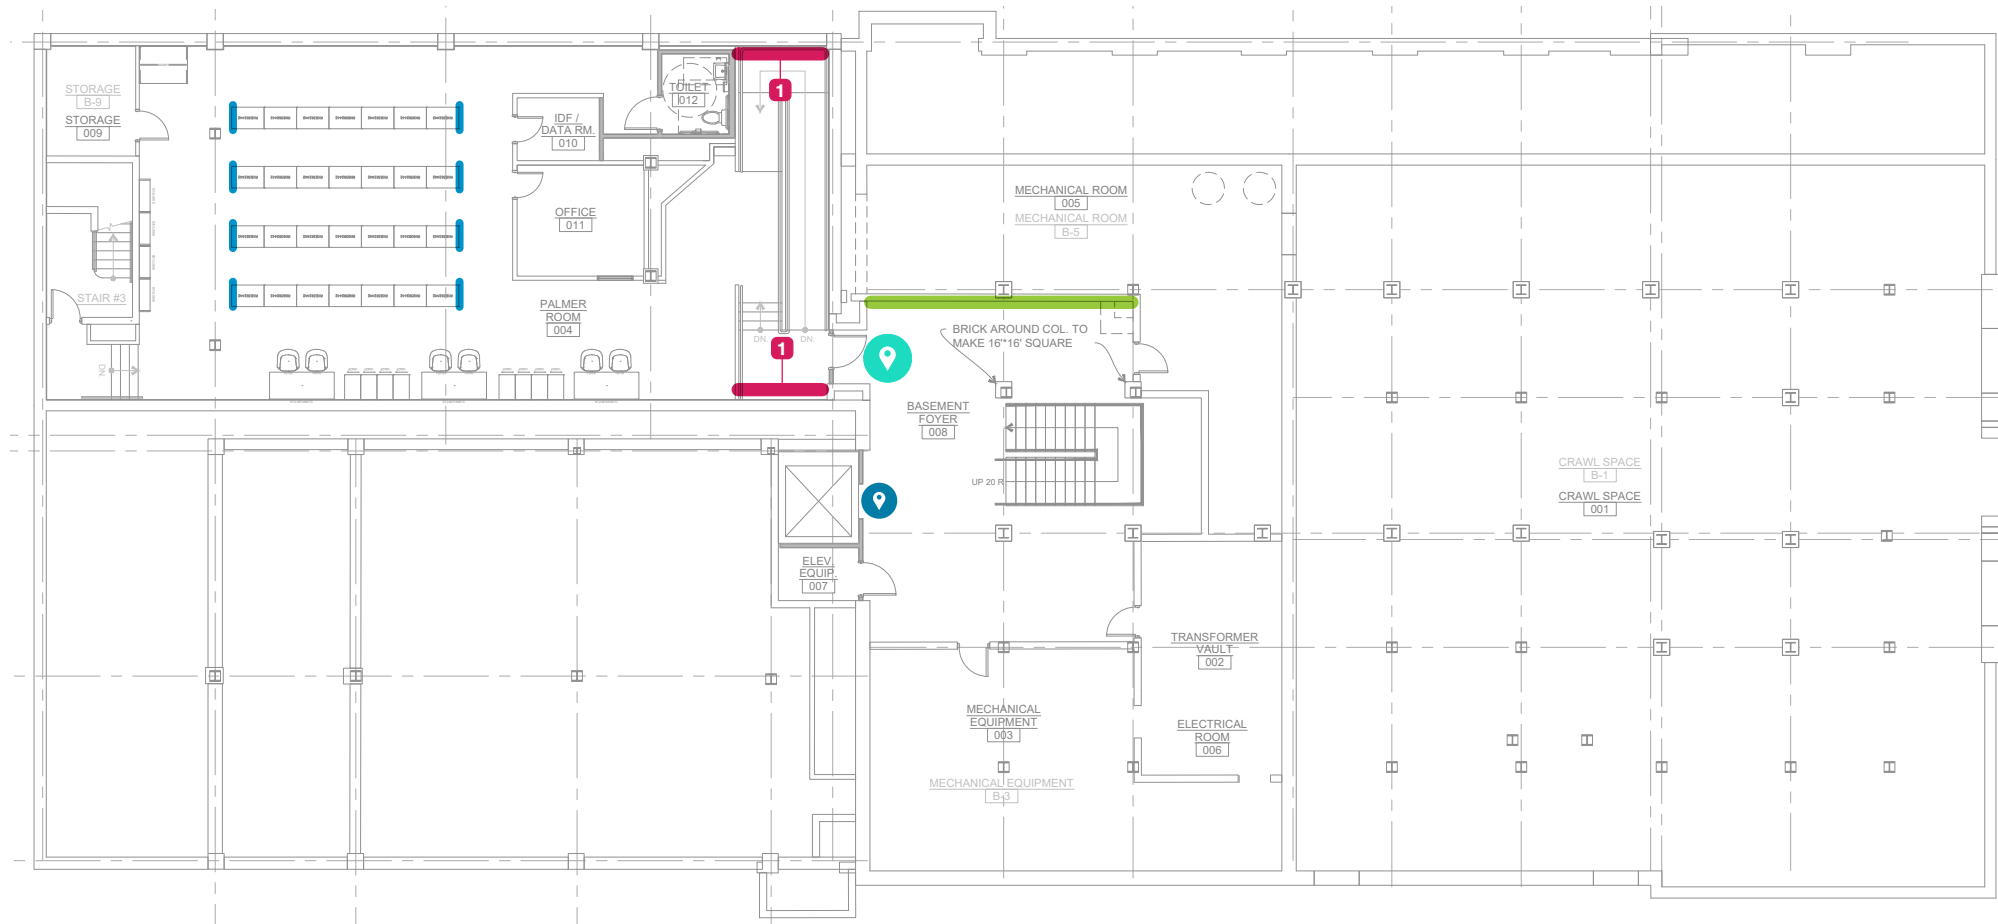 STORAGE
B-9
STORAGE
009
STAIR #3
DN
IDF /
DATA RM.
010
TOILET
012
1
OFFICE
011
PALMER
ROOM
004
DN.
DN.
1
MECHANICAL ROOM
005
MECHANICAL ROOM
B-5
BRICK AROUND COL. TO
MAKE 16"*16' SQUARE
BASEMENT
FOYER
008
UP 20 R
ELEV.
EQUIP.
007
CRAWL SPACE
B-1
CRAWL SPACE
001
TRANSFORMER
VAULT
002
MECHANICAL
EQUIPMENT
003
MECHANICAL EQUIPMENT
B-3
ELECTRICAL
ROOM
006